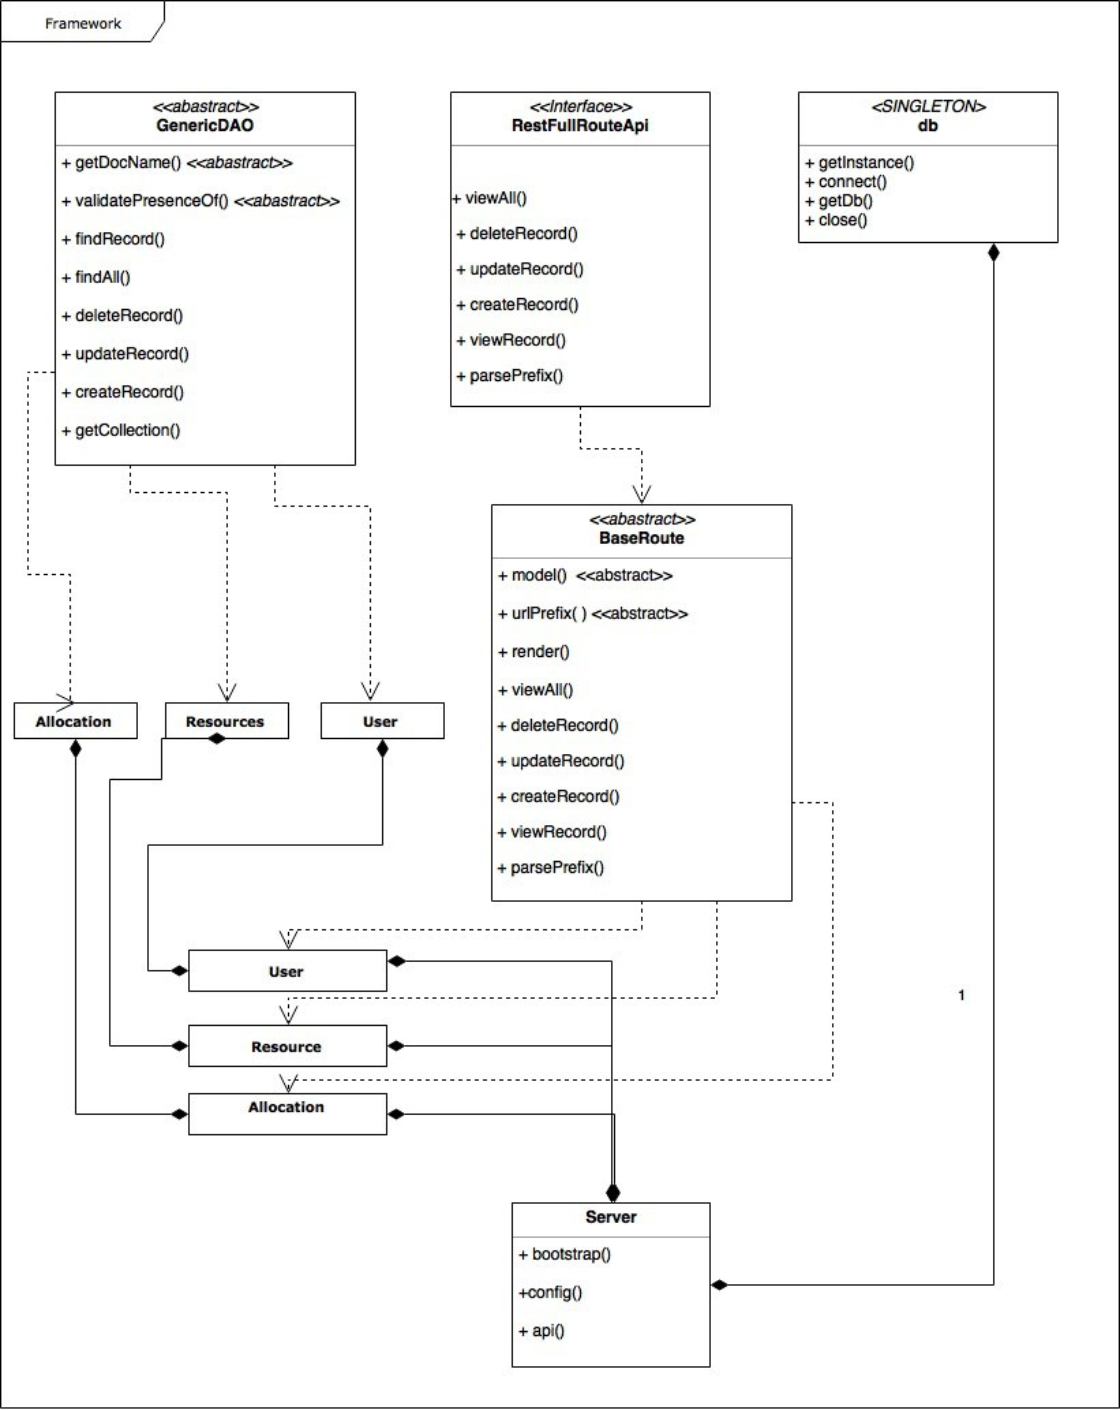 Framework
<<abastract>>
GenericDAO
+ getDocName() <<abastract>>
+ validatePresenceOf() <<abastract>>
+ findRecord()
+ findAll()
+ deleteRecord()
+ updateRecord()
+ createRecord()
+ getCollection()
<<Interface>>
RestFullRouteApi
+ viewAll()
+ deleteRecord()
+ updateRecord()
+ createRecord()
+ viewRecord()
+ parsePrefix()
<SINGLETON>
db
+ getInstance()
+ connect()
+ getDb()
+ close()
<<abastract>>
BaseRoute
+ model() <<abstract>>
+ urlPrefix( ) <<abstract>>
+ render()
+ viewAll()
+ deleteRecord()
+ updateRecord()
+ createRecord()
+ viewRecord()
+ parsePrefix()
Allocation
Resources
User
User
Resource
Allocation
1
Server
+ bootstrap()
+config()
+ api()